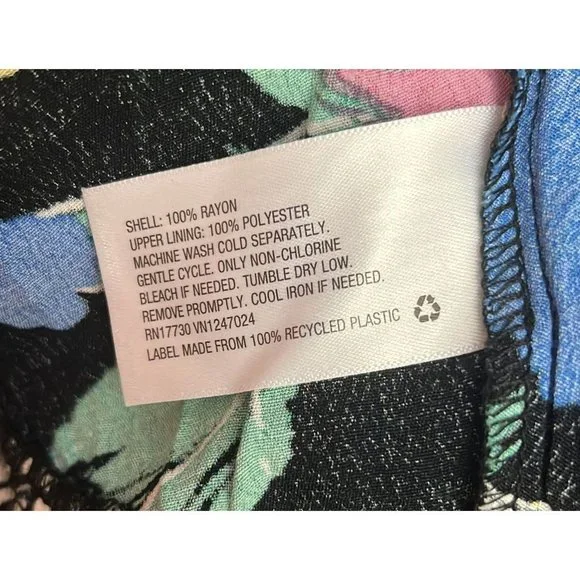 SHELL: 100% RAYON
UPPER LINING: 100% POLYESTER
MACHINE WASH COLD SEPARATELY.
GENTLE CYCLE. ONLY NON-CHLORINE
BLEACH IF NEEDED. TUMBLE DRY LOW.
REMOVE PROMPTLY. COOL IRON IF NEEDED.
RN17730 VN1247024
LABEL MADE FROM 100% RECYCLED PLASTIC